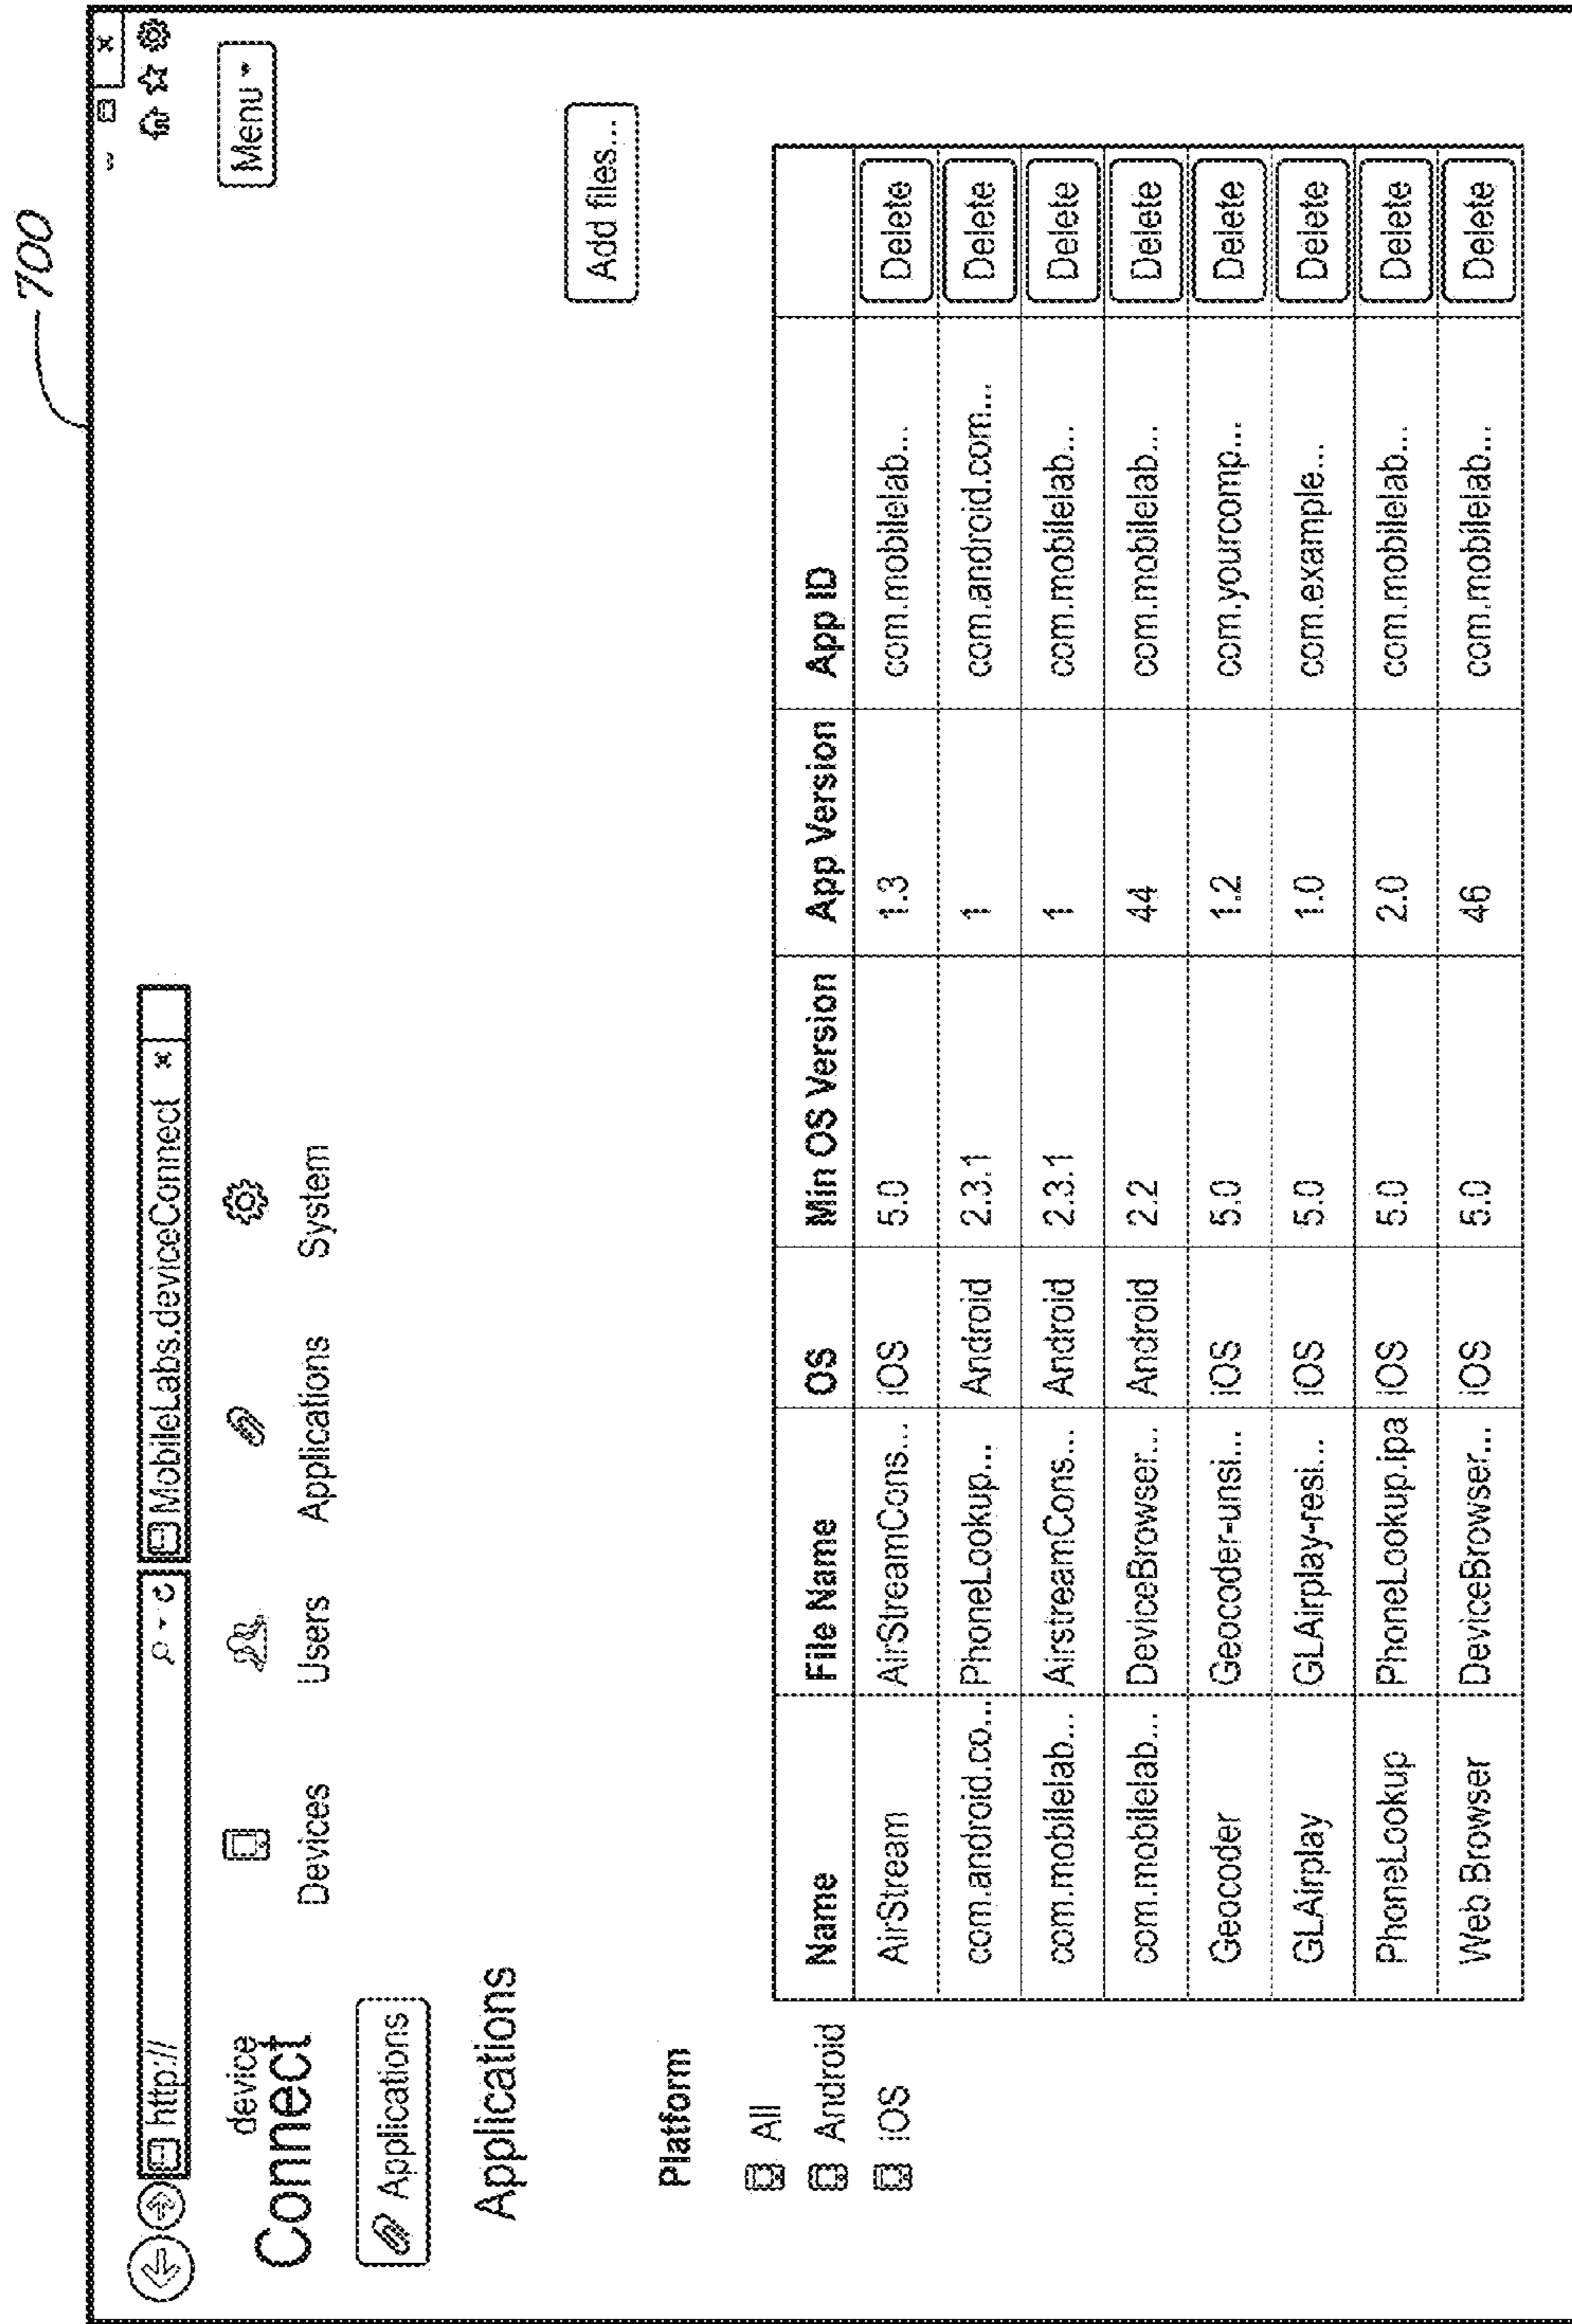 700
http://
MobileLabs.deviceConnect x
device
Connect
Devices Users Applications System
Menu
Applications
Applications
Add files...
Platform
All
Android
iOS
Name File Name OS Min OS Version App Version App ID
AirStream AirStreamCons... iOS 5.0 1.3 com.mobilelab... Delete
com.android.co... PhoneLookup... Android 2.3.1 1 com.android.com... Delete
com.mobilelab... AirstreamCons... Android 2.3.1 1 com.mobilelab... Delete
com.mobilelab... DeviceBrowser... Android 2.2 44 com.mobilelab... Delete
Geocoder Geocoder-unsi... iOS 5.0 1.2 com.yourcomp... Delete
GLAirplay GLAirplay-resi... iOS 5.0 1.0 com.example... Delete
PhoneLookup PhoneLookup.ipa iOS 5.0 2.0 com.mobilelab... Delete
Web Browser DeviceBrowser... iOS 5.0 46 com.mobilelab... Delete